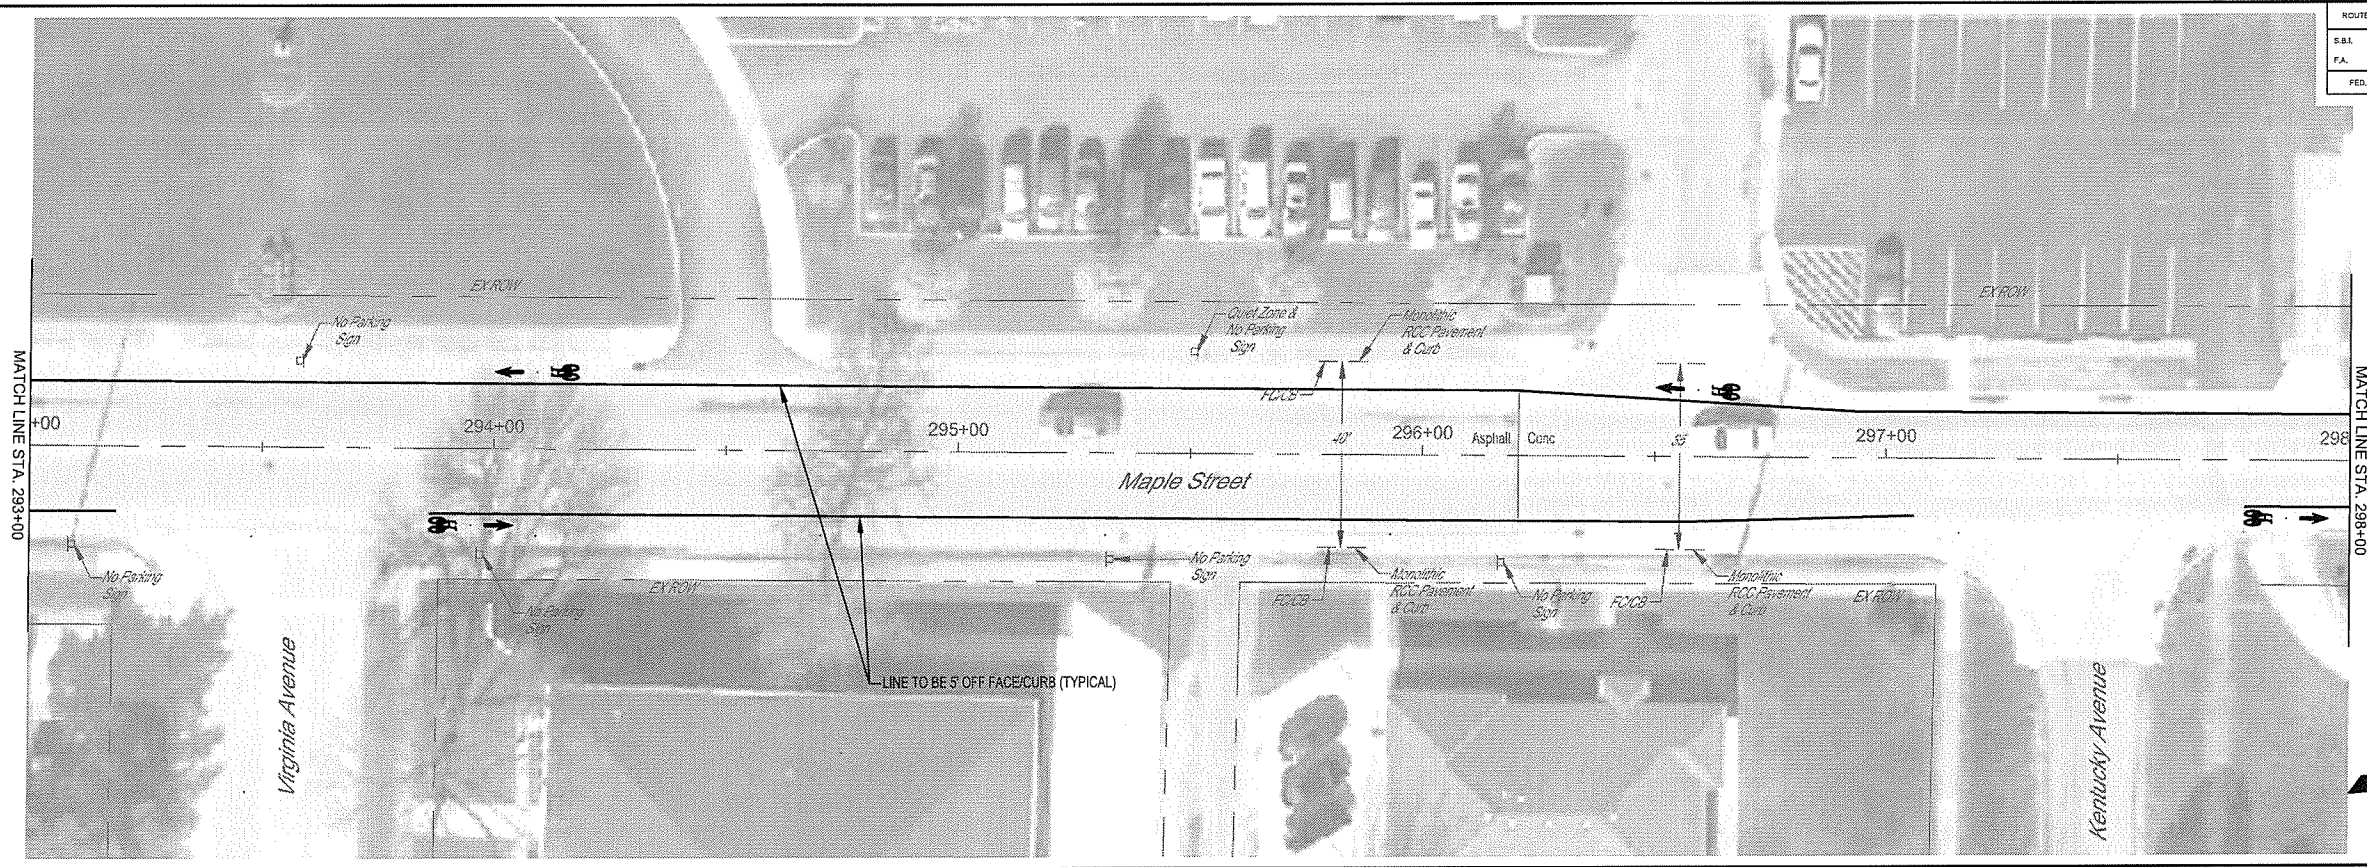 ROUTE
S.B.I.
F.A.
FED.
EX ROW
EX ROW
No Parking
Sign
Quiet Zone &
No Parking
Sign
Monolithic
RCC Pavement
& Curb
FC/CB
MATCH LINE STA. 293+00
MATCH LINE STA. 298+00
+00
294+00
295+00
40'
296+00
Asphalt
Conc
297+00
298
Maple Street
No Parking
Sign
No Parking
Sign
EX ROW
No Parking
Sign
FC/CB
Monolithic
RCC Pavement
& Curb
No Parking
Sign
FC/CB
Monolithic
RCC Pavement
& Curb
EX ROW
LINE TO BE 5' OFF FACE/CURB (TYPICAL)
Virginia Avenue
Kentucky Avenue